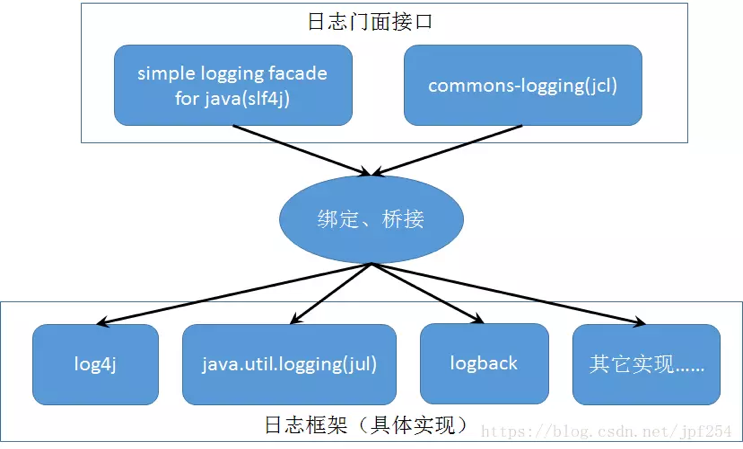 日志门面接口
simple logging facade
for java(slf4j)
commons-logging(jcl)
绑定、桥接
log4j
java.util.logging(jul)
logback
其它实现……
日志框架（具体实现）
https://blog.csdn.net/jpf254